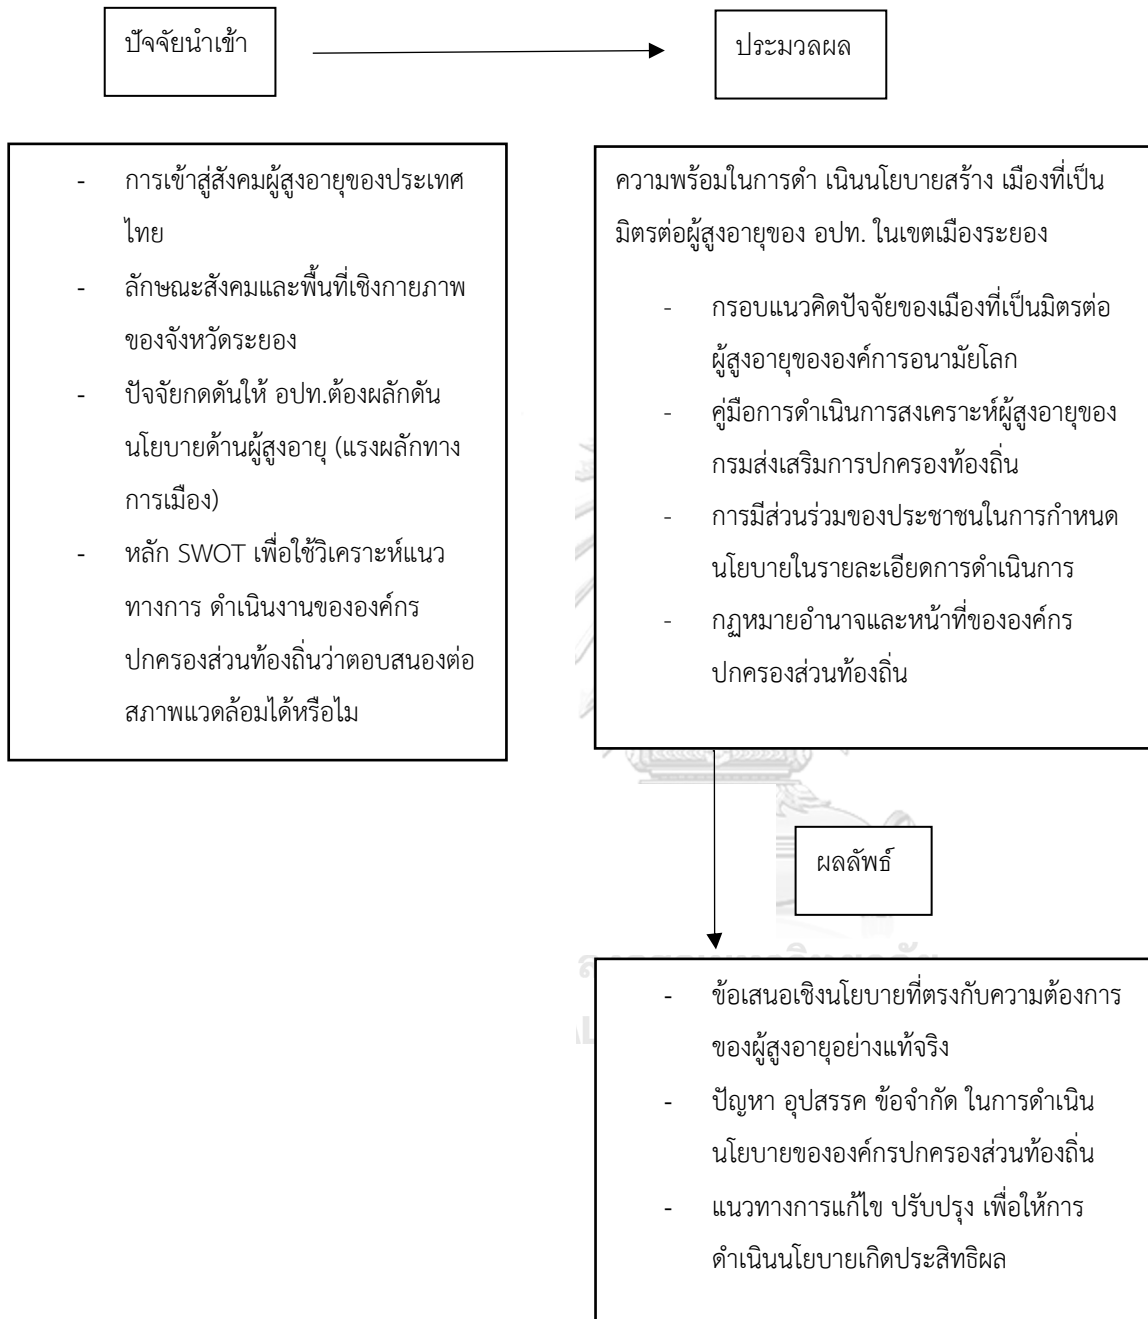 ปัจจัยนำเข้า
ประมวลผล
- การเข้าสู่สังคมผู้สูงอายุของประเทศ
ไทย
- ลักษณะสังคมและพื้นที่เชิงกายภาพ
ของจังหวัดระยอง
- ปัจจัยกดดันให้ อปท.ต้องผลักดัน
นโยบายด้านผู้สูงอายุ (แรงผลักทาง
การเมือง)
- หลัก SWOT เพื่อใช้วิเคราะห์แนว
ทางการ ดำเนินงานขององค์กร
ปกครองส่วนท้องถิ่นว่าตอบสนองต่อ
สภาพแวดล้อมได้หรือไม
ความพร้อมในการดำ เนินนโยบายสร้าง เมืองที่เป็น
มิตรต่อผู้สูงอายุของ อปท. ในเขตเมืองระยอง
- กรอบแนวคิดปัจจัยของเมืองที่เป็นมิตรต่อ
ผู้สูงอายุขององค์การอนามัยโลก
- คู่มือการดำเนินการสงเคราะห์ผู้สูงอายุของ
กรมส่งเสริมการปกครองท้องถิ่น
- การมีส่วนร่วมของประชาชนในการกำหนด
นโยบายในรายละเอียดการดำเนินการ
- กฎหมายอำนาจและหน้าที่ขององค์กร
ปกครองส่วนท้องถิ่น
ผลลัพธ์
- ข้อเสนอเชิงนโยบายที่ตรงกับความต้องการ
ของผู้สูงอายุอย่างแท้จริง
- ปัญหา อุปสรรค ข้อจำกัด ในการดำเนิน
นโยบายขององค์กรปกครองส่วนท้องถิ่น
- แนวทางการแก้ไข ปรับปรุง เพื่อให้การ
ดำเนินนโยบายเกิดประสิทธิผล